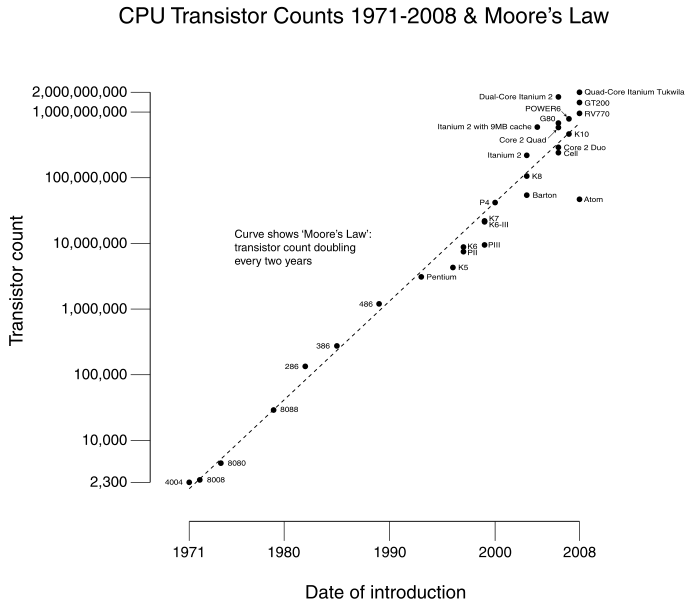 CPU Transistor Counts 1971-2008 & Moore's Law
2,000,000,000
1,000,000,000
100,000,000
10,000,000
1,000,000
100,000
10,000
2,300
Transistor count
Curve shows ‘Moore's Law’:
transistor count doubling
every two years
Dual-Core Itanium 2
Quad-Core Itanium Tukwila
POWER6
GT200
G80
RV770
Itanium 2 with 9MB cache
K10
Core 2 Quad
Core 2 Duo
Itanium 2
Cell
K8
Barton
Atom
P4
K7
K6-III
K6
PIII
PII
K5
Pentium
486
386
286
8088
8080
4004
8008
1971
1980
1990
2000
2008
Date of introduction